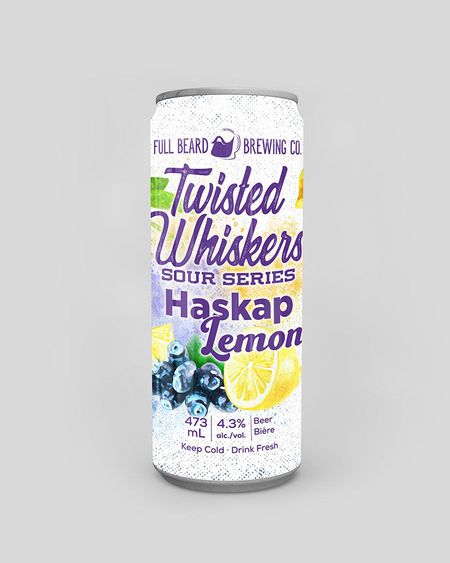 FULL BEARD BREWING CO.
Twisted
Whiskers
SOUR SERIES
Haskap
Lemon
473 mL
4.3% alc./vol.
Beer Bière
Keep Cold · Drink Fresh